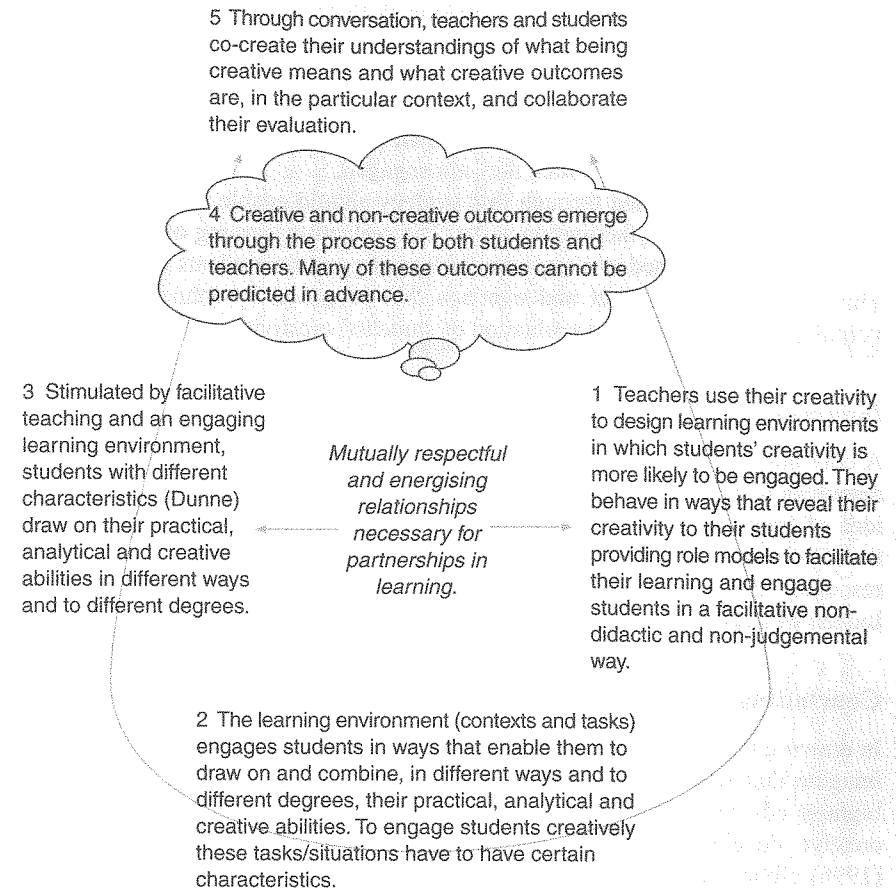 5 Through conversation, teachers and students
co-create their understandings of what being
creative means and what creative outcomes
are, in the particular context, and collaborate
their evaluation.
4 Creative and non-creative outcomes emerge
through the process for both students and
teachers. Many of these outcomes cannot be
predicted in advance.
3 Stimulated by facilitative
teaching and an engaging
learning environment,
students with different
characteristics (Dunne)
draw on their practical,
analytical and creative
abilities in different ways
and to different degrees.
Mutually respectful
and energising
relationships
necessary for
partnerships in
learning.
1 Teachers use their creativity
to design learning environments
in which students' creativity is
more likely to be engaged. They
behave in ways that reveal their
creativity to their students
providing role models to facilitate
their learning and engage
students in a facilitative non-
didactic and non-judgemental
way.
2 The learning environment (contexts and tasks)
engages students in ways that enable them to
draw on and combine, in different ways and to
different degrees, their practical, analytical and
creative abilities. To engage students creatively
these tasks/situations have to have certain
characteristics.